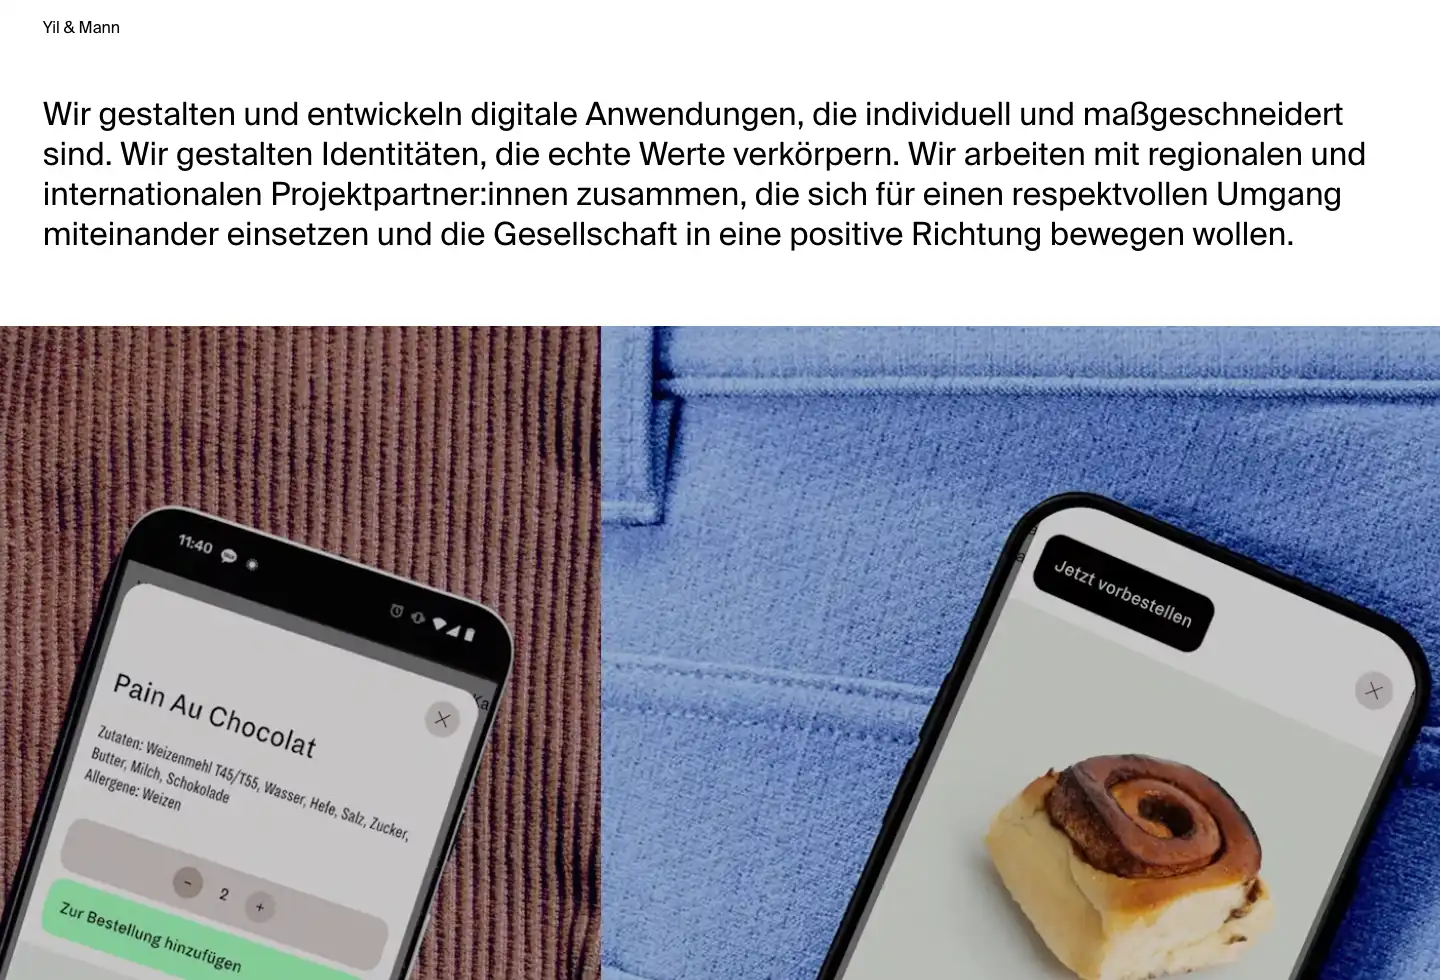 Yil & Mann
Wir gestalten und entwickeln digitale Anwendungen, die individuell und maßgeschneidert
sind. Wir gestalten Identitäten, die echte Werte verkörpern. Wir arbeiten mit regionalen und
internationalen Projektpartner:innen zusammen, die sich für einen respektvollen Umgang
miteinander einsetzen und die Gesellschaft in eine positive Richtung bewegen wollen.
11:40
Pain Au Chocolat
Zutaten: Weizenmehl T45/T55, Wasser, Hefe, Salz, Zucker,
Butter, Milch, Schokolade
Allergene: Weizen
- 2 +
Zur Bestellung hinzufügen
Jetzt vorbestellen